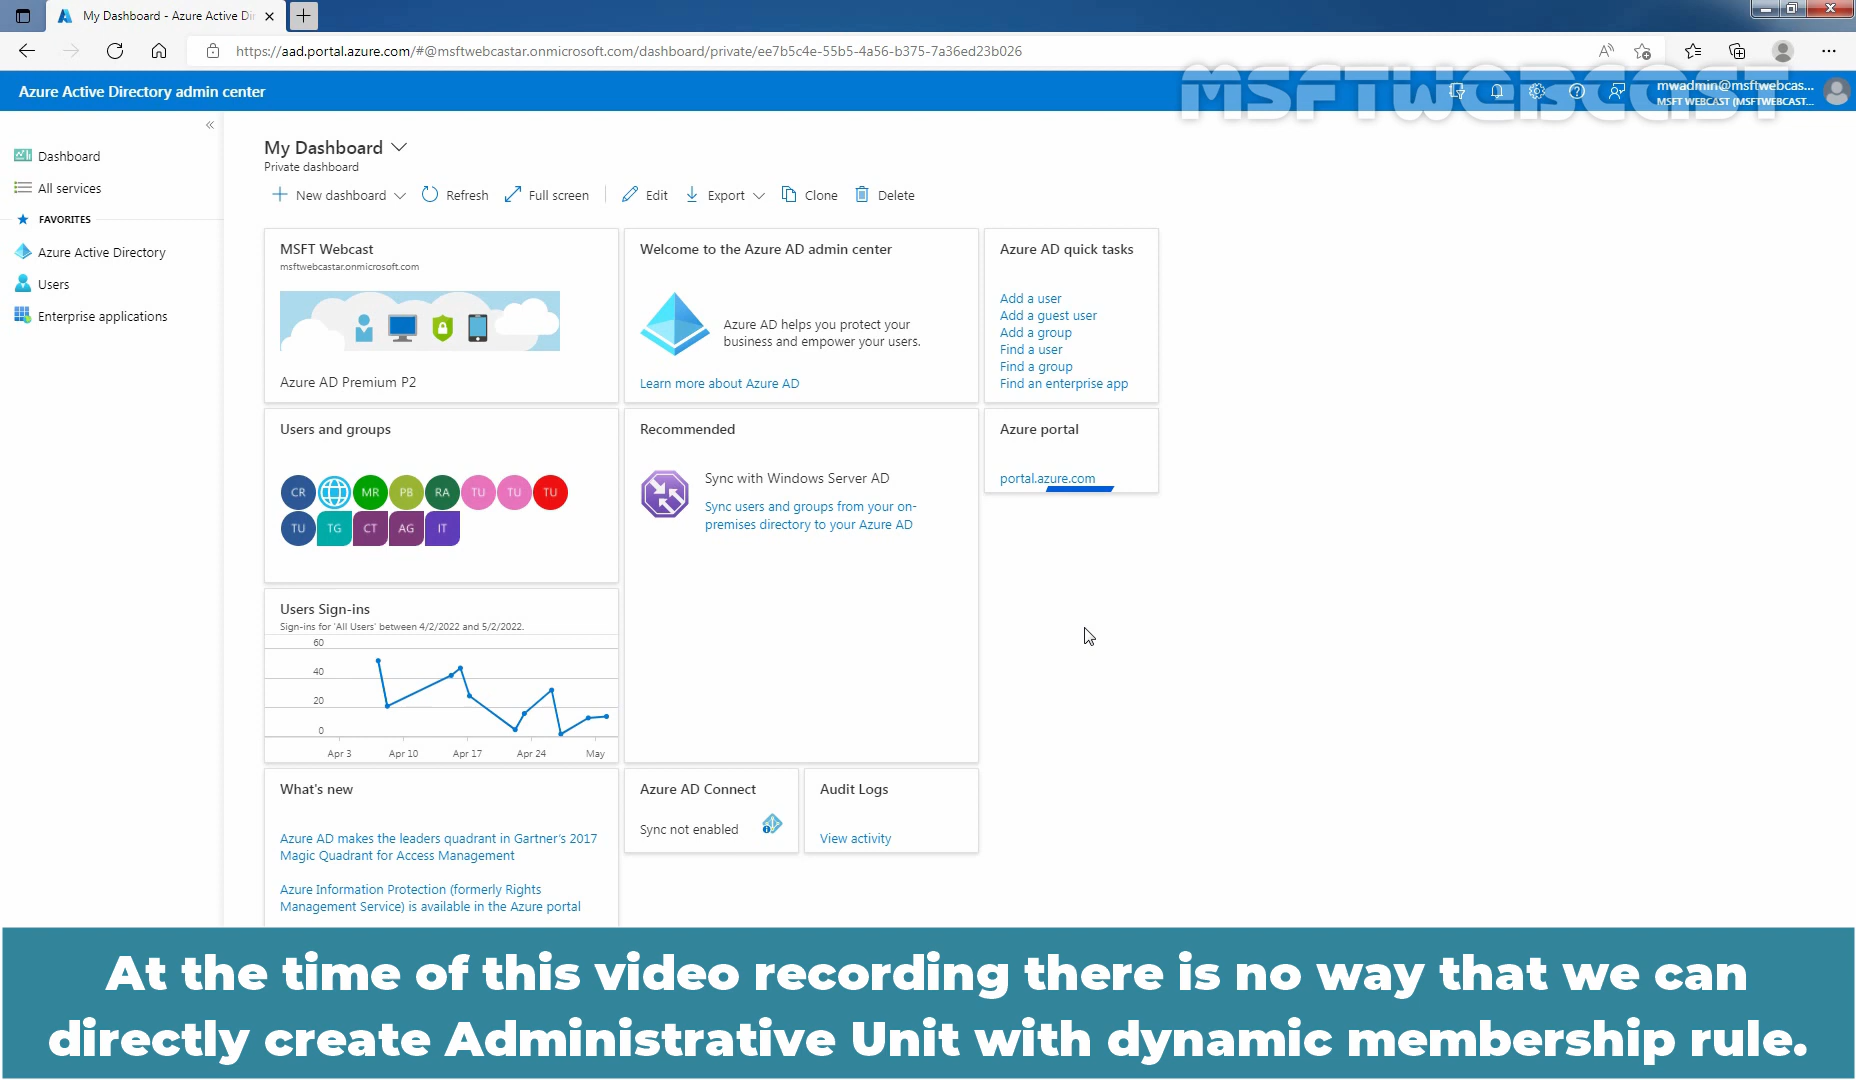 My Dashboard - Azure Active Di
https://aad.portal.azure.com/#@msftwebcastar.onmicrosoft.com/dashboard/private/ee7b5c4e-55b5-4a56-b375-7a36ed23b026
MSFTWEBCAST
Azure Active Directory admin center
mwadmin@msftwebcas...
MSFT WEBCAST (MSFTWEBCAST...
Dashboard
All services
FAVORITES
Azure Active Directory
Users
Enterprise applications
My Dashboard
Private dashboard
New dashboard Refresh Full screen Edit Export Clone Delete
MSFT Webcast
msftwebcastar.onmicrosoft.com
Azure AD Premium P2
Welcome to the Azure AD admin center
Azure AD helps you protect your
business and empower your users.
Learn more about Azure AD
Azure AD quick tasks
Add a user
Add a guest user
Add a group
Find a user
Find a group
Find an enterprise app
Users and groups
CR MR PB RA TU TU TU
TU TG CT AG IT
Recommended
Sync with Windows Server AD
Sync users and groups from your on-
premises directory to your Azure AD
Azure portal
portal.azure.com
Users Sign-ins
Sign-ins for 'All Users' between 4/2/2022 and 5/2/2022.
60
40
20
0
Apr 3 Apr 10 Apr 17 Apr 24 May
What's new
Azure AD makes the leaders quadrant in Gartner's 2017
Magic Quadrant for Access Management
Azure Information Protection (formerly Rights
Management Service) is available in the Azure portal
Azure AD Connect
Sync not enabled
Audit Logs
View activity
At the time of this video recording there is no way that we can
directly create Administrative Unit with dynamic membership rule.